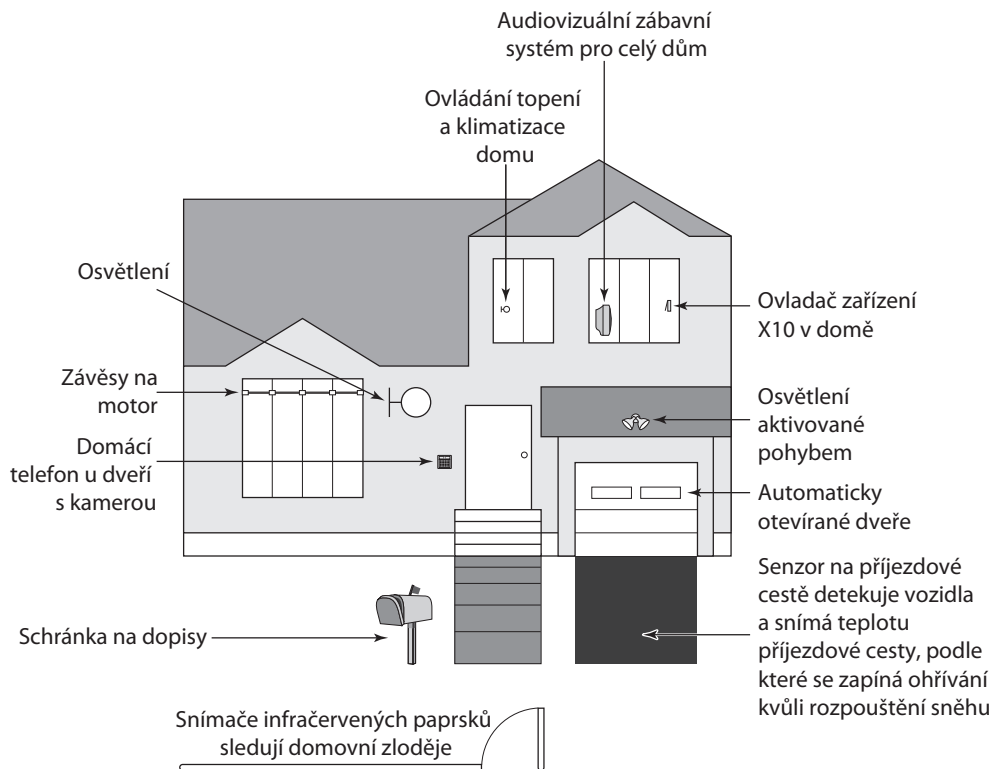 Audiovizuální zábavní
systém pro celý dům
Ovládání topení
a klimatizace
domu
Osvětlení
Ovladač zařízení
X10 v domě
Závěsy na
motor
Osvětlení
aktivované
pohybem
Domácí
telefon u dveří
s kamerou
Automaticky
otevírané dveře
Senzor na příjezdové
cestě detekuje vozidla
a snímá teplotu
příjezdové cesty, podle
které se zapíná ohřívání
kvůli rozpouštění sněhu
Schránka na dopisy
Snímače infračervených paprsků
sledují domovní zloděje